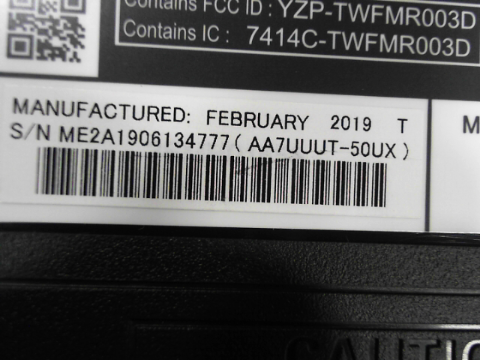 Contains FCC ID : YZP-TWFMR003D
Contains IC : 7414C-TWFMR003D
MANUFACTURED: FEBRUARY 2019 T
S/N ME2A1906134777( AA7UUUT-50UX )
M